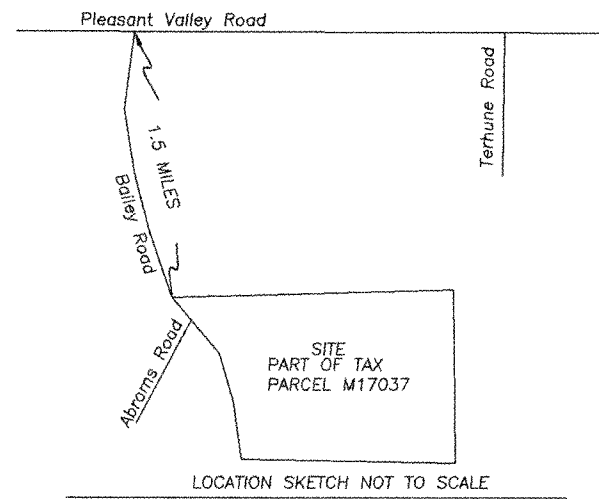 Pleasant Valley Road
Terhune Road
1.5 MILES
Bailey Road
Abrams Road
SITE
PART OF TAX
PARCEL M17037
LOCATION SKETCH NOT TO SCALE